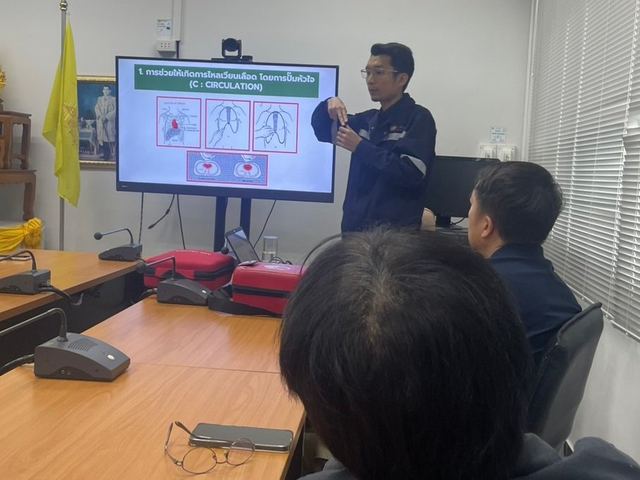 1. การช่วยให้เกิดการไหลเวียนเลือด โดยการปั๊มหัวใจ
(C : CIRCULATION)